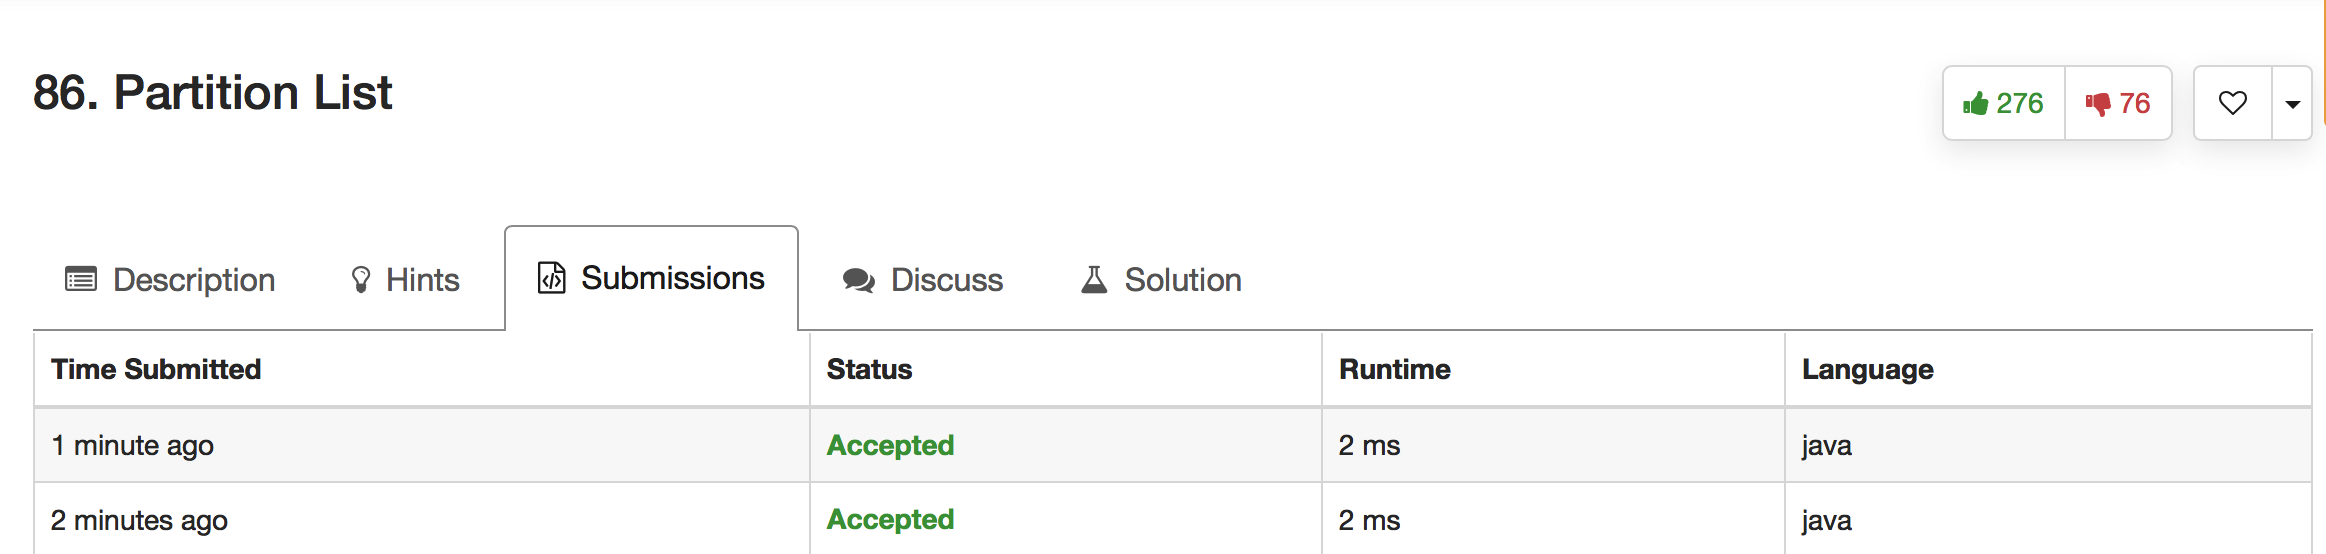 86. Partition List
276 76
Description Hints Submissions Discuss Solution
Time Submitted Status Runtime Language
1 minute ago Accepted 2 ms java
2 minutes ago Accepted 2 ms java